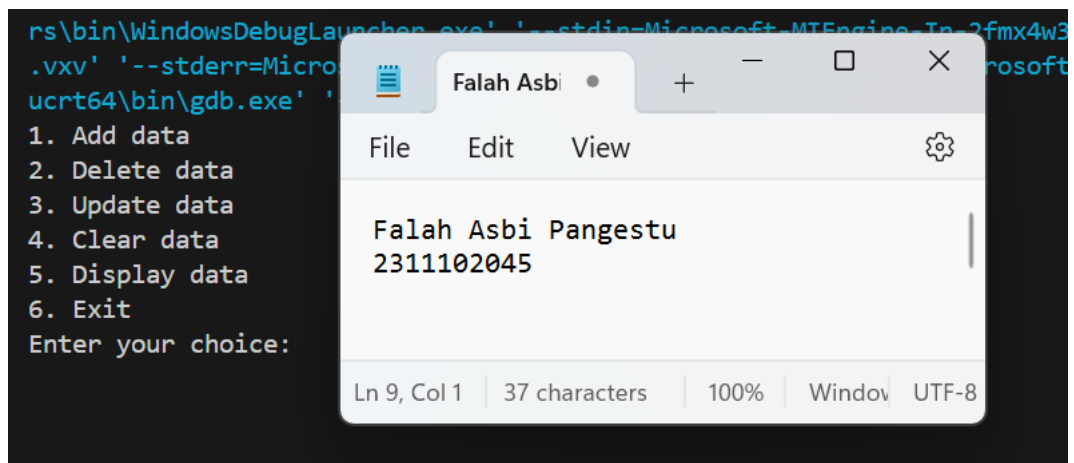 rs\bin\WindowsDebugLauncher.exe' '--stdin=Microsoft-MIEngine-In-2fmx4w3
.vxv' '--stderr=Micro
rosoft
ucrt64\bin\gdb.exe' '
1. Add data
2. Delete data
3. Update data
4. Clear data
5. Display data
6. Exit
Enter your choice:
Falah Asbi
File Edit View
Falah Asbi Pangestu
2311102045
Ln 9, Col 1 37 characters 100% Window UTF-8